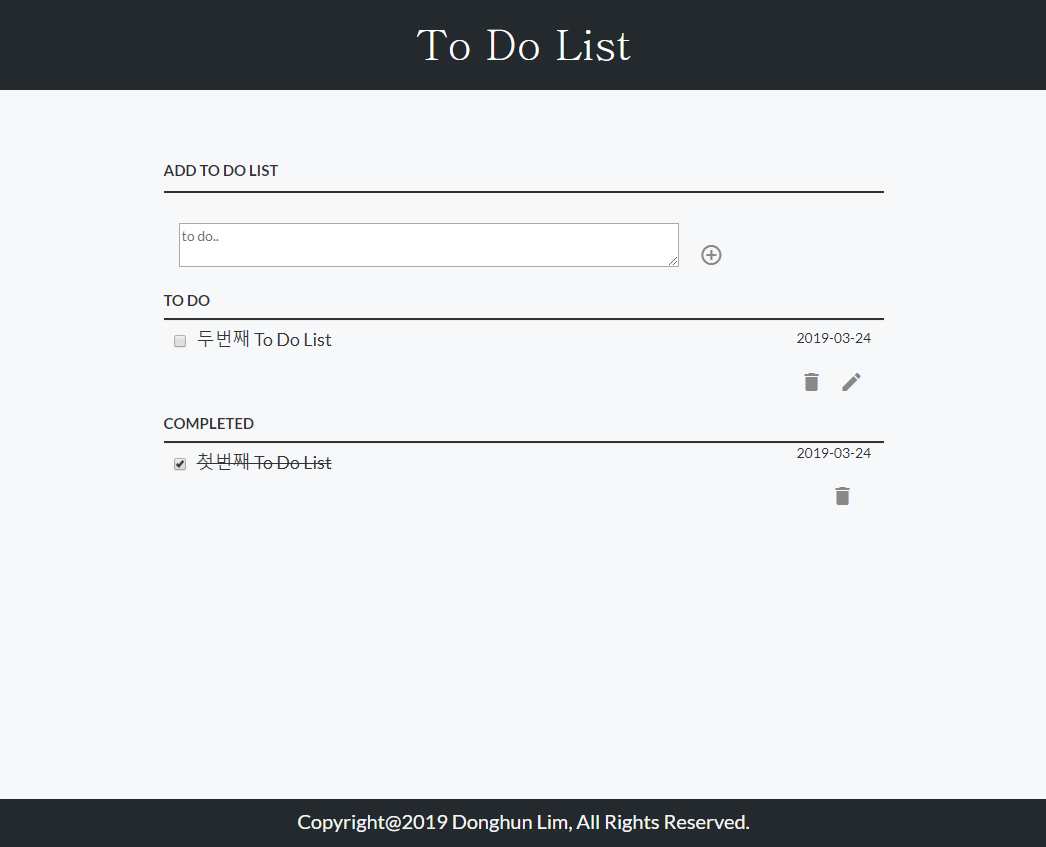 To Do List
ADD TO DO LIST
to do..
TO DO
두번째 To Do List
2019-03-24
COMPLETED
첫번째 To Do List
2019-03-24
Copyright@2019 Donghun Lim, All Rights Reserved.